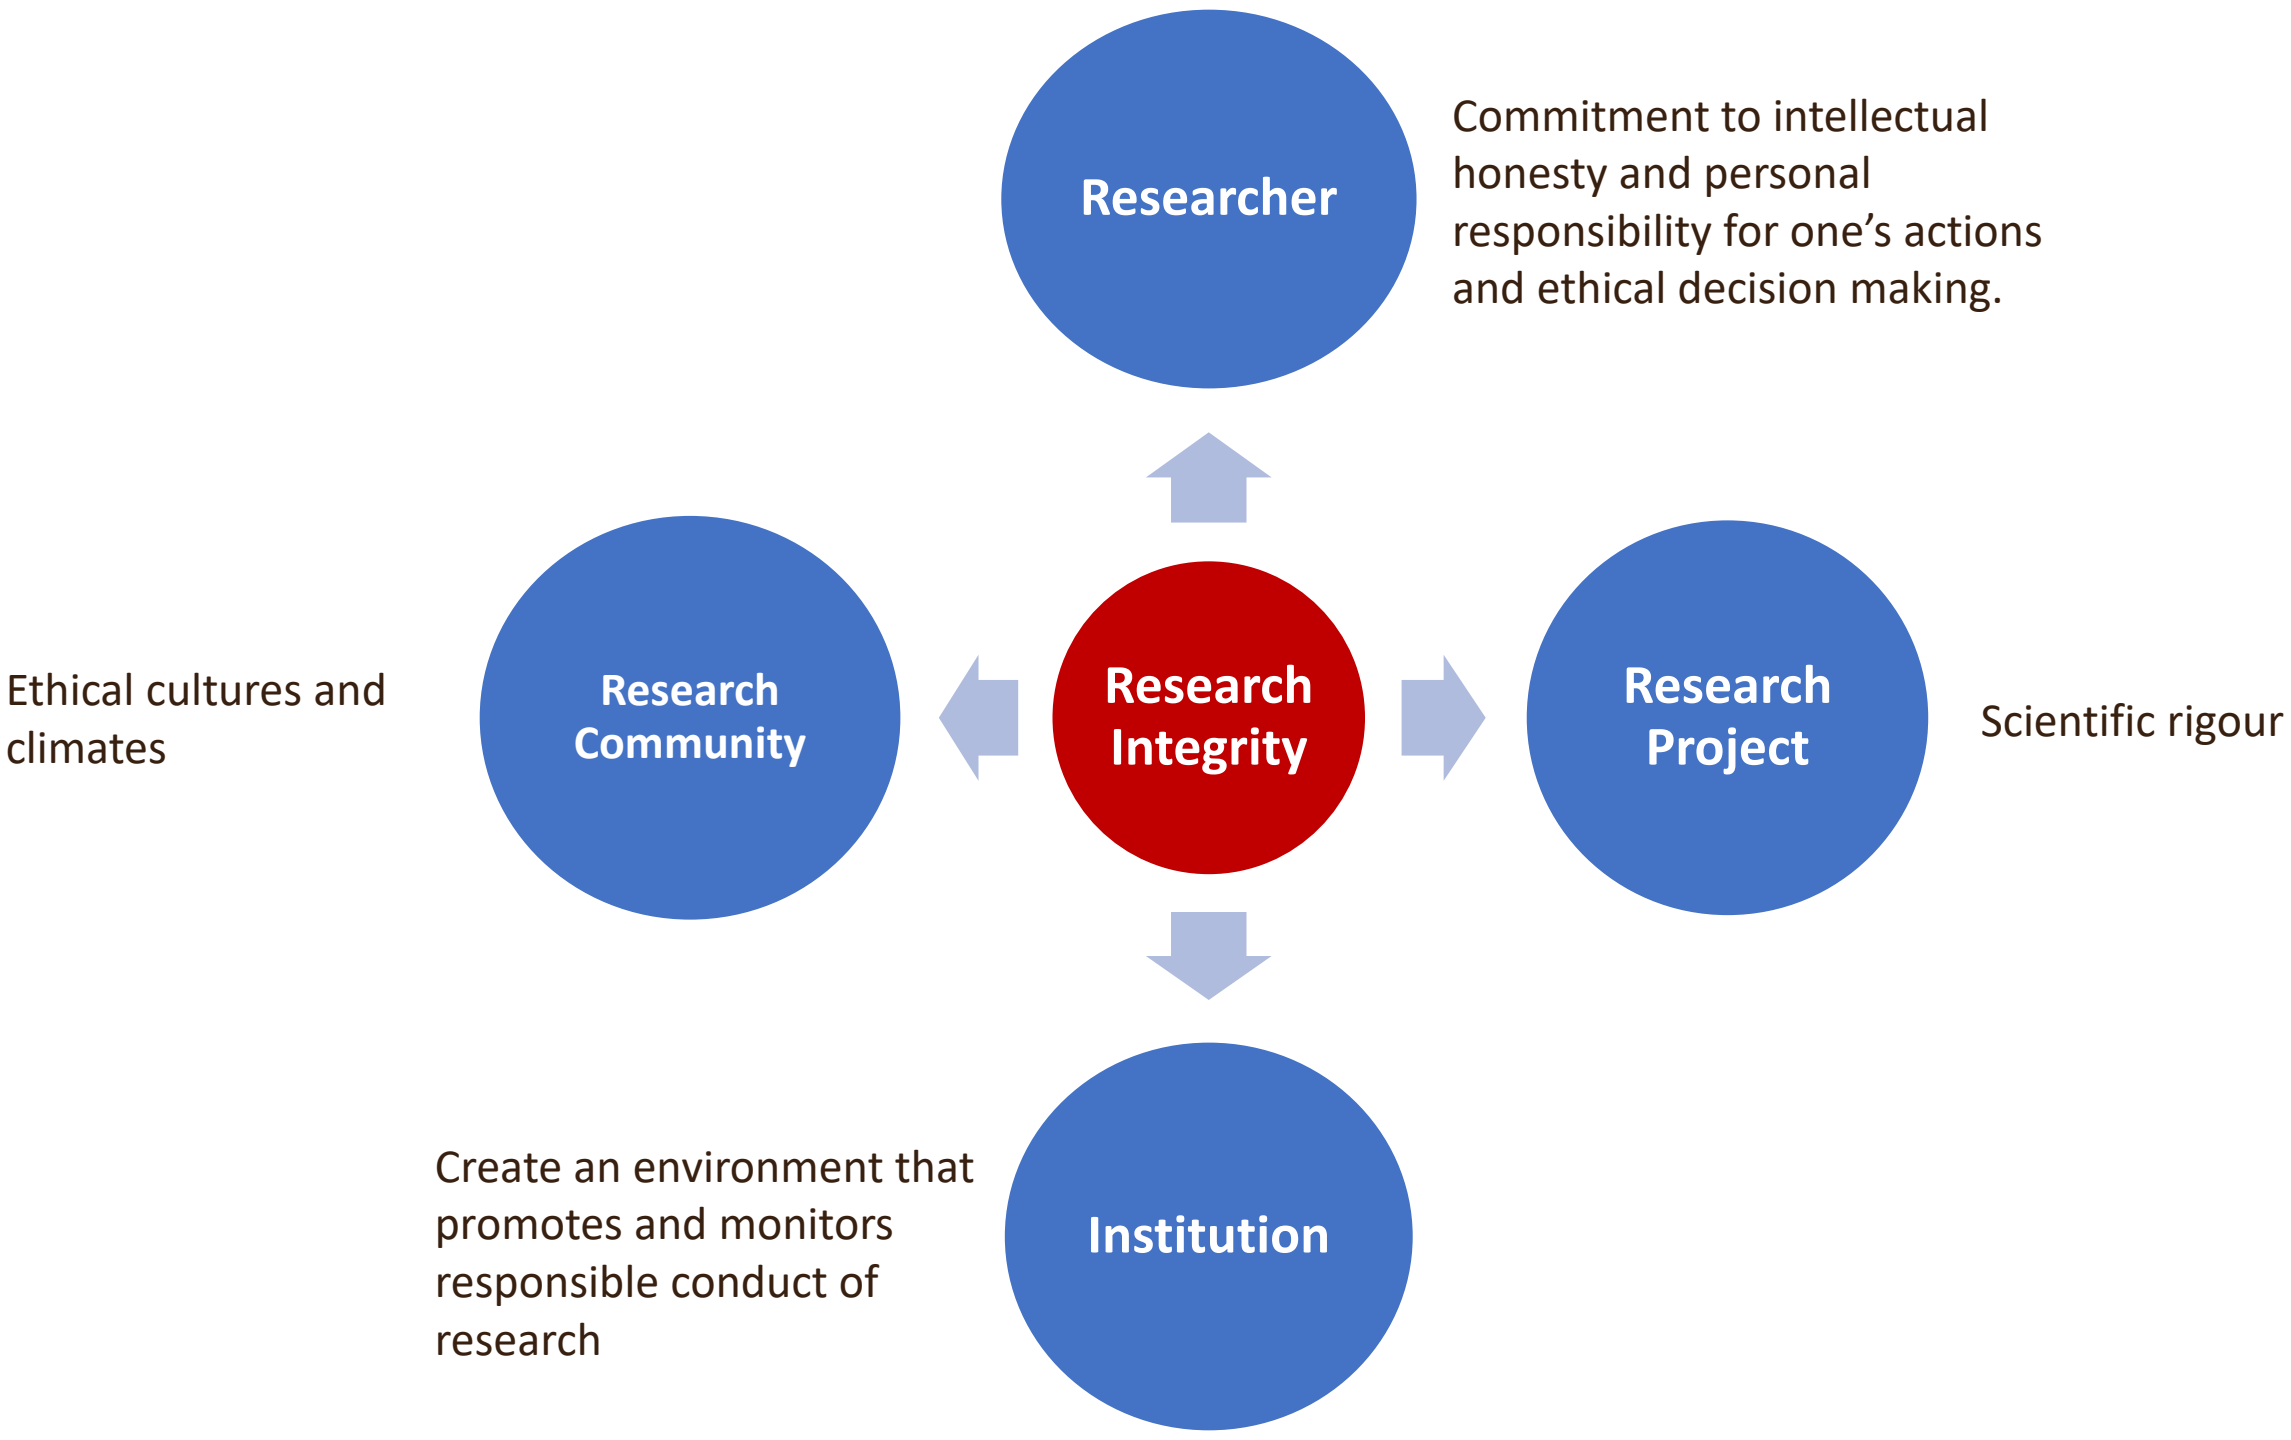 Researcher
Commitment to intellectual
honesty and personal
responsibility for one’s actions
and ethical decision making.
Ethical cultures and
climates
Research
Community
Research
Integrity
Research
Project
Scientific rigour
Create an environment that
promotes and monitors
responsible conduct of
research
Institution